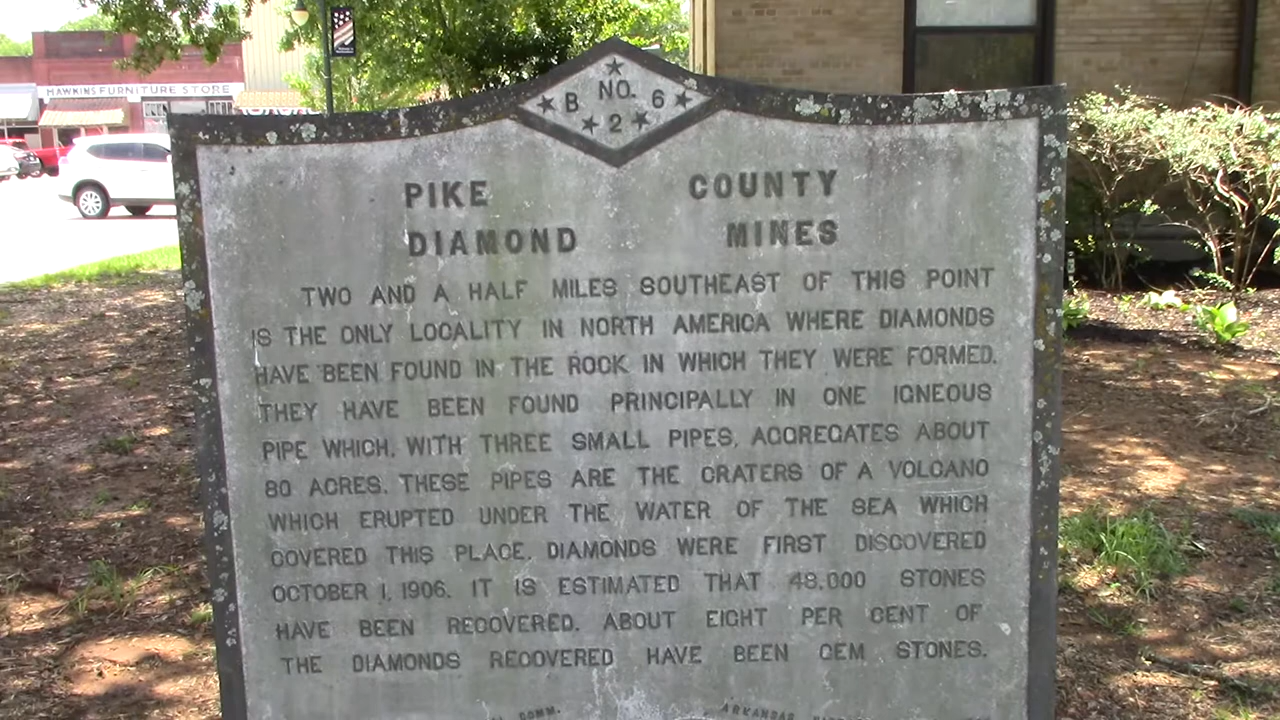 HAWKINS FURNITURE STORE
NO.
B 6
2
PIKE COUNTY
DIAMOND MINES
TWO AND A HALF MILES SOUTHEAST OF THIS POINT
IS THE ONLY LOCALITY IN NORTH AMERICA WHERE DIAMONDS
HAVE BEEN FOUND IN THE ROCK IN WHICH THEY WERE FORMED.
THEY HAVE BEEN FOUND PRINCIPALLY IN ONE IGNEOUS
PIPE WHICH, WITH THREE SMALL PIPES, AGGREGATES ABOUT
80 ACRES. THESE PIPES ARE THE CRATERS OF A VOLCANO
WHICH ERUPTED UNDER THE WATER OF THE SEA WHICH
COVERED THIS PLACE. DIAMONDS WERE FIRST DISCOVERED
OCTOBER 1, 1906. IT IS ESTIMATED THAT 48,000 STONES
HAVE BEEN RECOVERED. ABOUT EIGHT PER CENT OF
THE DIAMONDS RECOVERED HAVE BEEN GEM STONES.
COMM. ARKANSAS